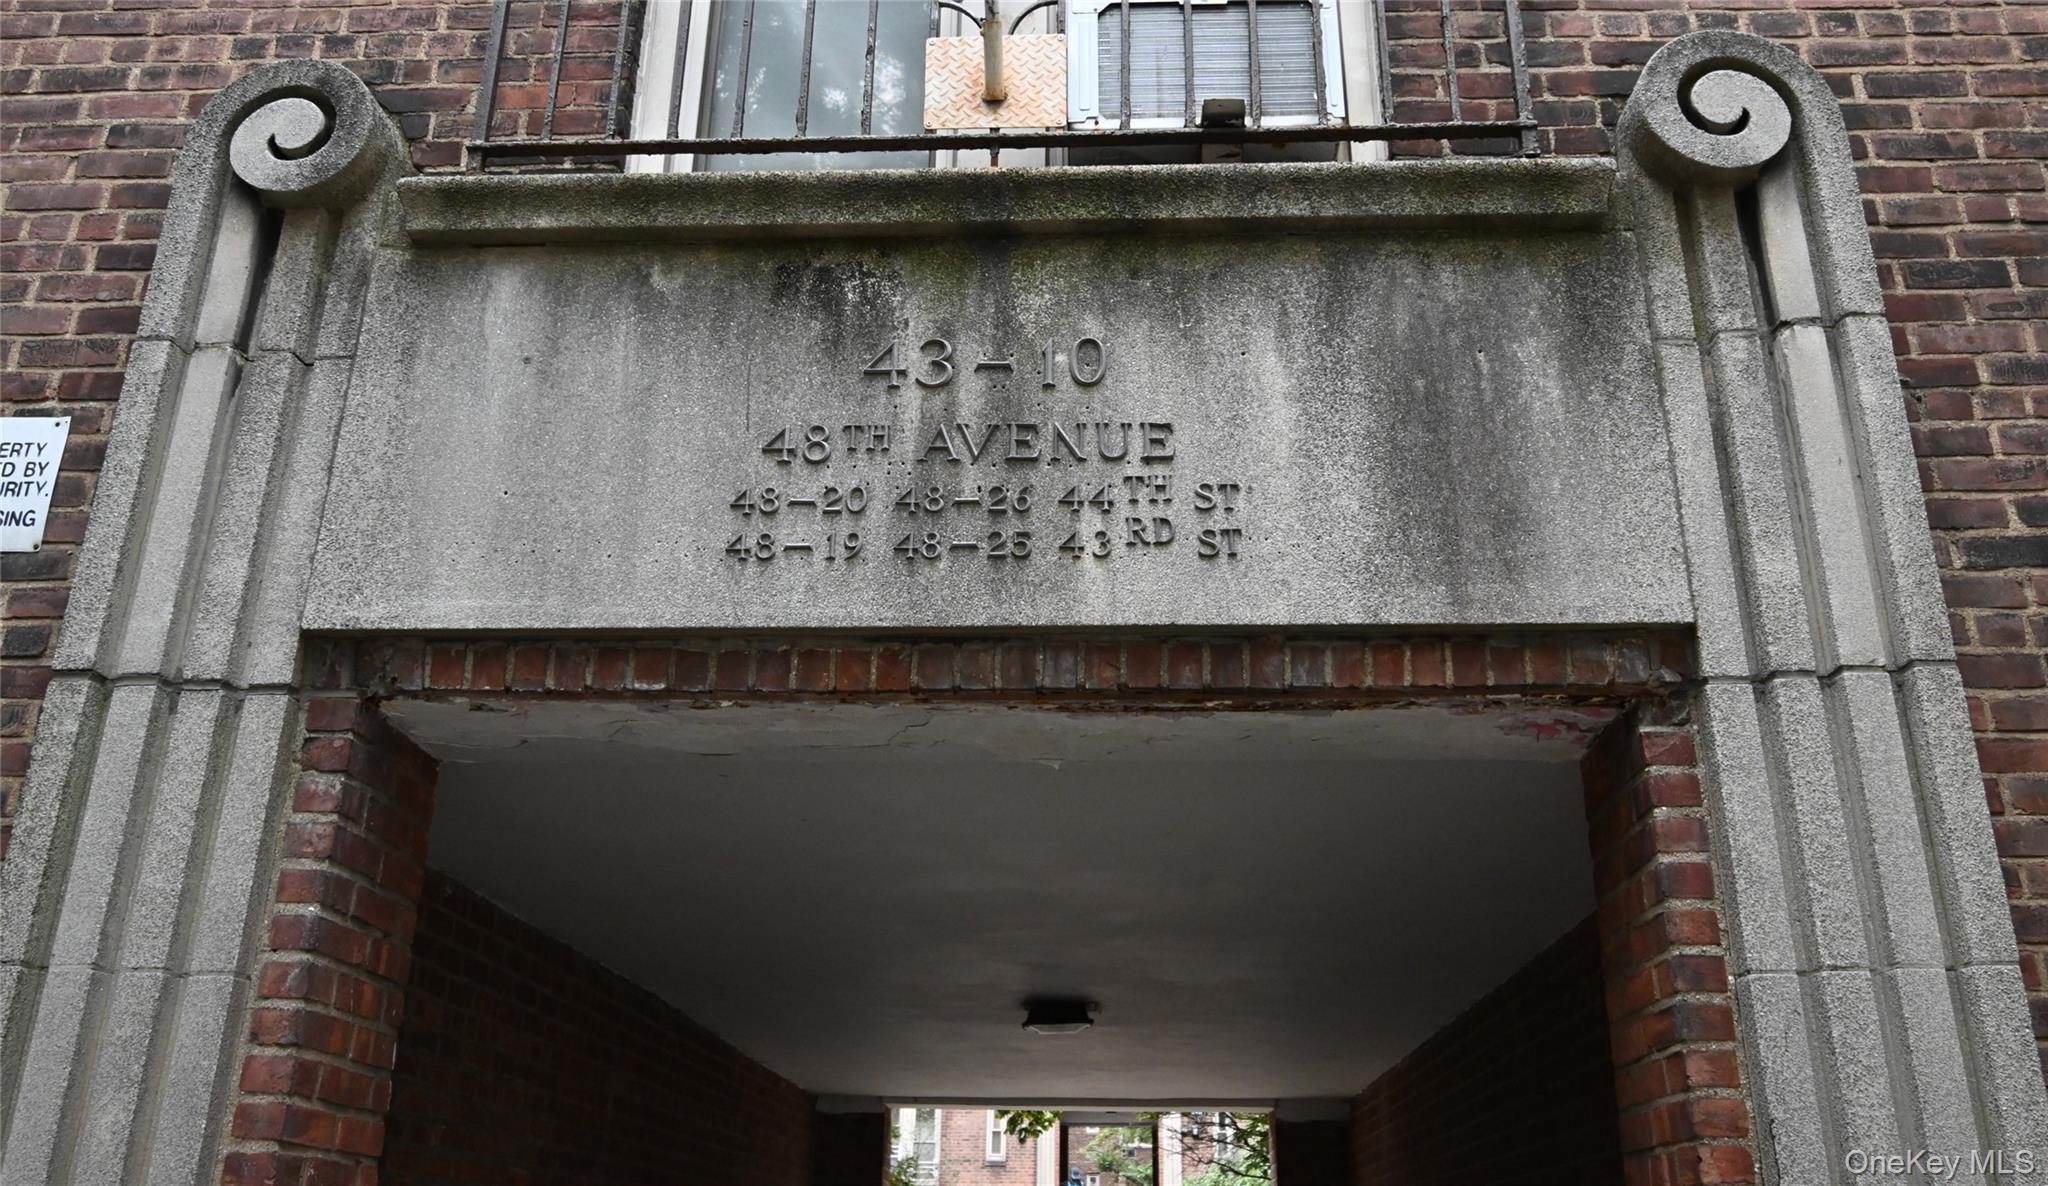 43-10
48TH AVENUE
48-20 48-26 44TH ST
48-19 48-25 43RD ST
ERTY
D BY
URITY.
SING
OneKey MLS